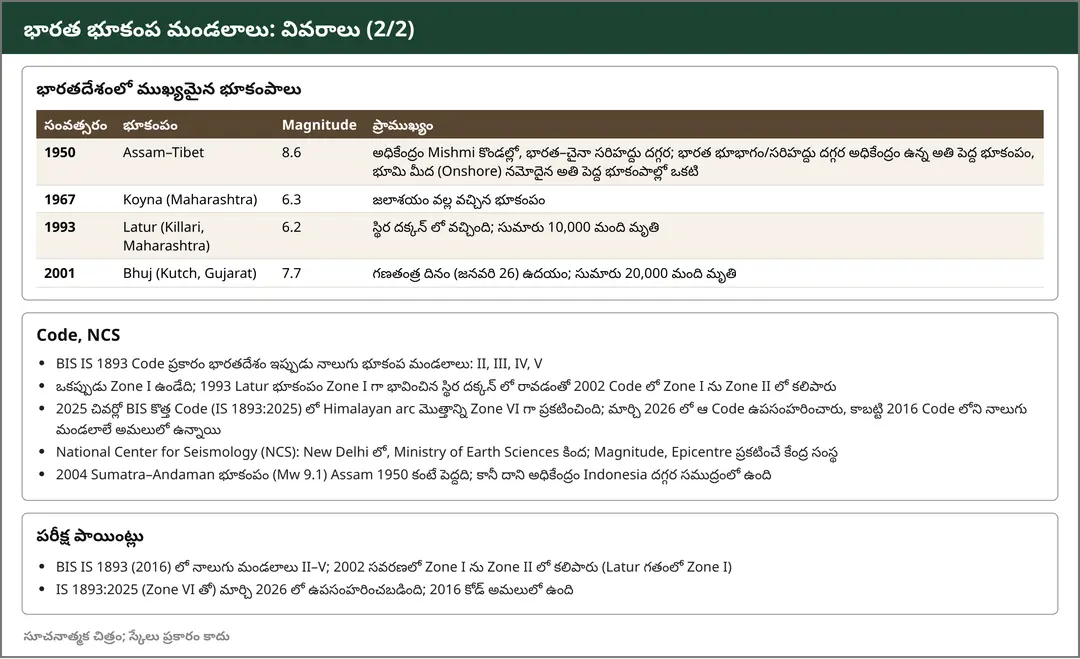 భారత భూకంప మండలాలు: వివరాలు (2/2)
భారతదేశంలో ముఖ్యమైన భూకంపాలు
సంవత్సరం భూకంపం Magnitude ప్రాముఖ్యం
1950 Assam–Tibet 8.6 అధికేంద్రం Mishmi కొండల్లో, భారత–చైనా సరిహద్దు దగ్గర; భారత భూభాగం/సరిహద్దు దగ్గర అధికేంద్రం ఉన్న అతి పెద్ద భూకంపం,
భూమి మీద (Onshore) నమోదైన అతి పెద్ద భూకంపాల్లో ఒకటి
1967 Koyna (Maharashtra) 6.3 జలాశయం వల్ల వచ్చిన భూకంపం
1993 Latur (Killari, 6.2 స్థిర దక్కన్ లో వచ్చింది; సుమారు 10,000 మంది మృతి
Maharashtra)
2001 Bhuj (Kutch, Gujarat) 7.7 గణతంత్ర దినం (జనవరి 26) ఉదయం; సుమారు 20,000 మంది మృతి
Code, NCS
• BIS IS 1893 Code ప్రకారం భారతదేశం ఇప్పుడు నాలుగు భూకంప మండలాలు: II, III, IV, V
• ఒకప్పుడు Zone I ఉండేది; 1993 Latur భూకంపం Zone I గా భావించిన స్థిర దక్కన్ లో రావడంతో 2002 Code లో Zone I ను Zone II లో కలిపారు
• 2025 చివర్లో BIS కొత్త Code (IS 1893:2025) లో Himalayan arc మొత్తాన్ని Zone VI గా ప్రకటించింది; మార్చి 2026 లో ఆ Code ఉపసంహరించారు, కాబట్టి 2016 Code లోని నాలుగు
మండలాలే అమలులో ఉన్నాయి
• National Center for Seismology (NCS): New Delhi లో, Ministry of Earth Sciences కింద; Magnitude, Epicentre ప్రకటించే కేంద్ర సంస్థ
• 2004 Sumatra–Andaman భూకంపం (Mw 9.1) Assam 1950 కంటే పెద్దది; కానీ దాని అధికేంద్రం Indonesia దగ్గర సముద్రంలో ఉంది
పరీక్ష పాయింట్లు
• BIS IS 1893 (2016) లో నాలుగు మండలాలు II–V; 2002 సవరణలో Zone I ను Zone II లో కలిపారు (Latur గతంలో Zone I)
• IS 1893:2025 (Zone VI తో) మార్చి 2026 లో ఉపసంహరించబడింది; 2016 కోడ్ అమలులో ఉంది
సూచనాత్మక చిత్రం; స్కేలు ప్రకారం కాదు